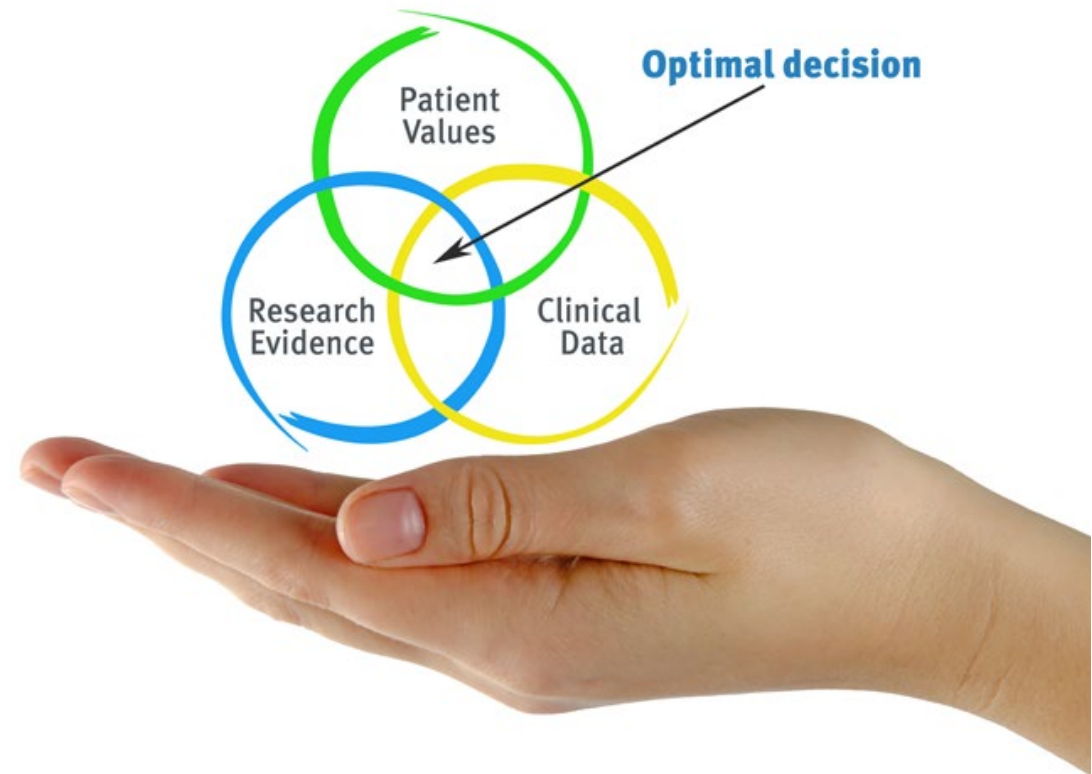 Optimal decision
Patient
Values
Research
Evidence
Clinical
Data